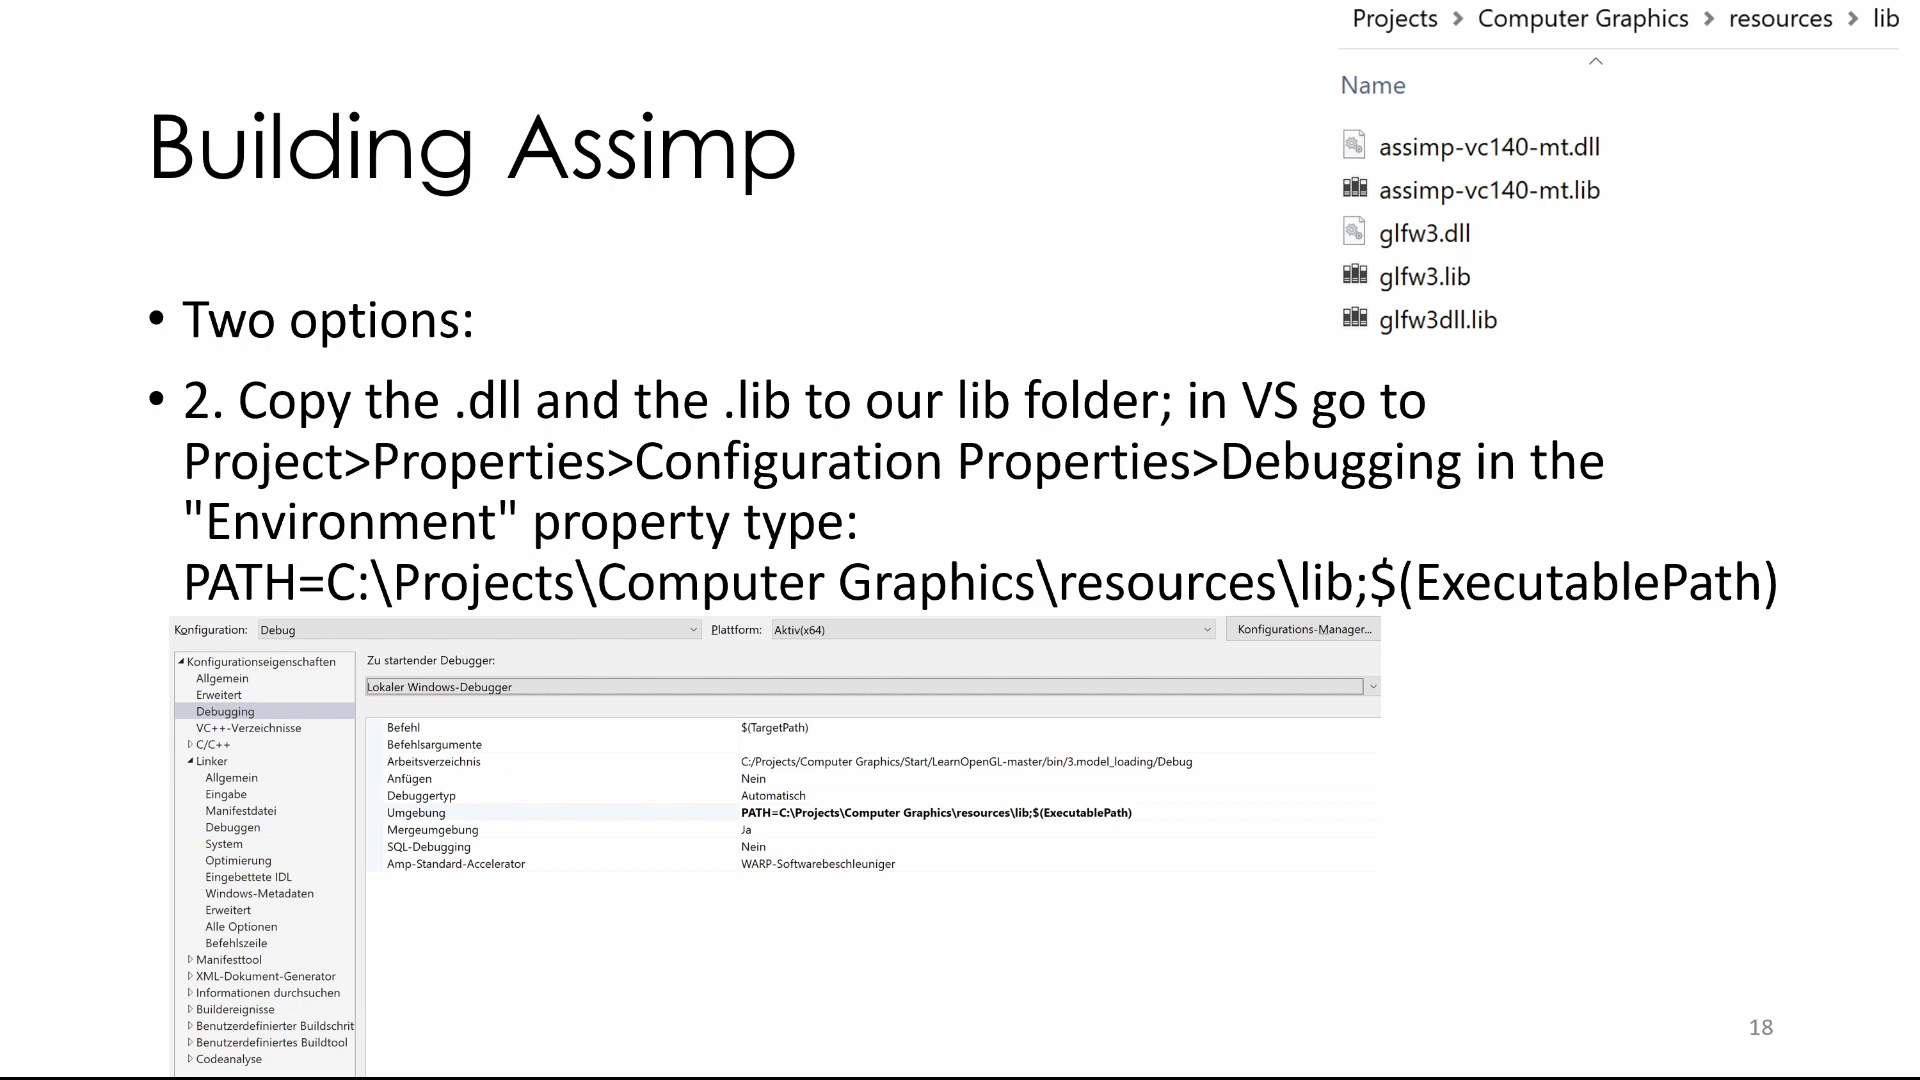 Projects > Computer Graphics > resources > lib
Name
assimp-vc140-mt.dll
assimp-vc140-mt.lib
glfw3.dll
glfw3.lib
glfw3dll.lib
Building Assimp
• Two options:
• 2. Copy the .dll and the .lib to our lib folder; in VS go to
Project>Properties>Configuration Properties>Debugging in the
"Environment" property type:
PATH=C:\Projects\Computer Graphics\resources\lib;$(ExecutablePath)
Konfiguration: Debug Plattform: Aktiv(x64) Konfigurations-Manager...
Konfigurationseigenschaften
Allgemein
Erweitert
Debugging
VC++-Verzeichnisse
C/C++
Linker
Allgemein
Eingabe
Manifestdatei
Debuggen
System
Optimierung
Eingebettete IDL
Windows-Metadaten
Erweitert
Alle Optionen
Befehlszeile
Manifesttool
XML-Dokument-Generator
Informationen durchsuchen
Buildereignisse
Benutzerdefinierter Buildschrit
Benutzerdefiniertes Buildtool
Codeanalyse
Zu startender Debugger:
Lokaler Windows-Debugger
Befehl $(TargetPath)
Befehlsargumente
Arbeitsverzeichnis C:/Projects/Computer Graphics/Start/LearnOpenGL-master/bin/3.model_loading/Debug
Anfügen Nein
Debuggertyp Automatisch
Umgebung PATH=C:\Projects\Computer Graphics\resources\lib;$(ExecutablePath)
Mergeumgebung Ja
SQL-Debugging Nein
Amp-Standard-Accelerator WARP-Softwarebeschleuniger
18